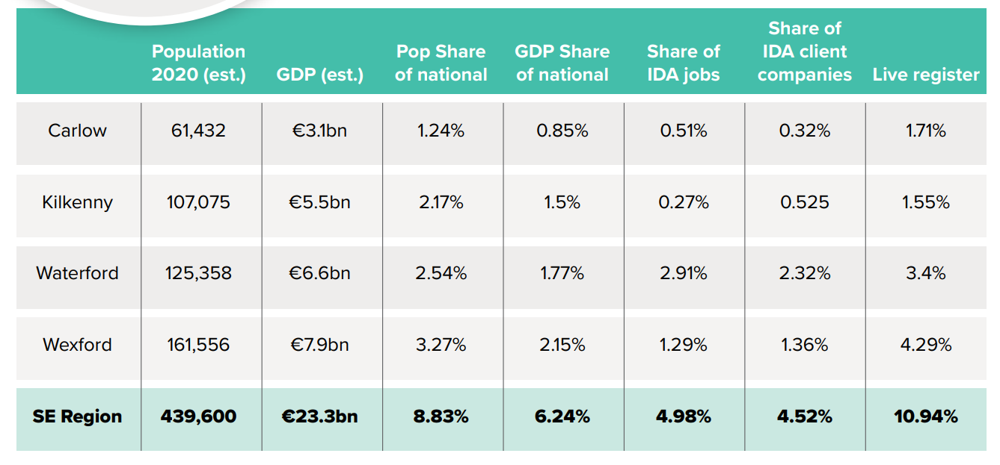 Population 2020 (est.) GDP (est.) Pop Share of national GDP Share of national Share of IDA jobs Share of IDA client companies Live register
Carlow 61,432 €3.1bn 1.24% 0.85% 0.51% 0.32% 1.71%
Kilkenny 107,075 €5.5bn 2.17% 1.5% 0.27% 0.525 1.55%
Waterford 125,358 €6.6bn 2.54% 1.77% 2.91% 2.32% 3.4%
Wexford 161,556 €7.9bn 3.27% 2.15% 1.29% 1.36% 4.29%
SE Region 439,600 €23.3bn 8.83% 6.24% 4.98% 4.52% 10.94%